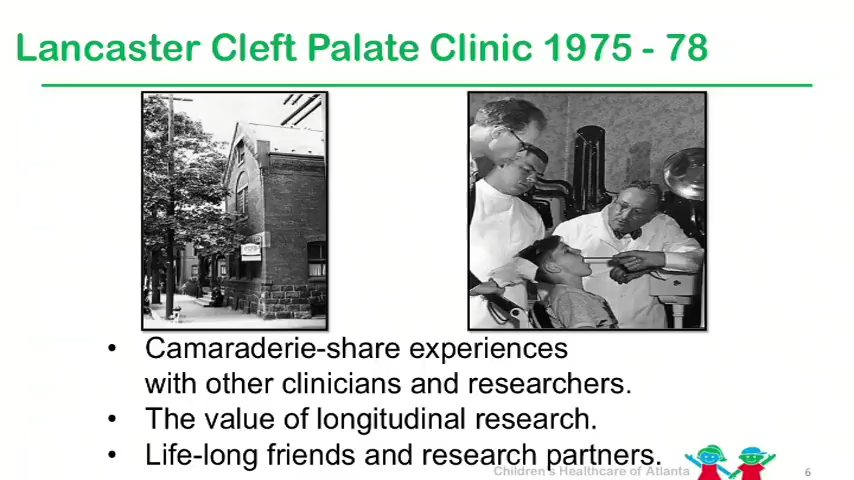 Lancaster Cleft Palate Clinic 1975 - 78
• Camaraderie-share experiences
with other clinicians and researchers.
• The value of longitudinal research.
• Life-long friends and research partners.
Children's Healthcare of Atlanta
6